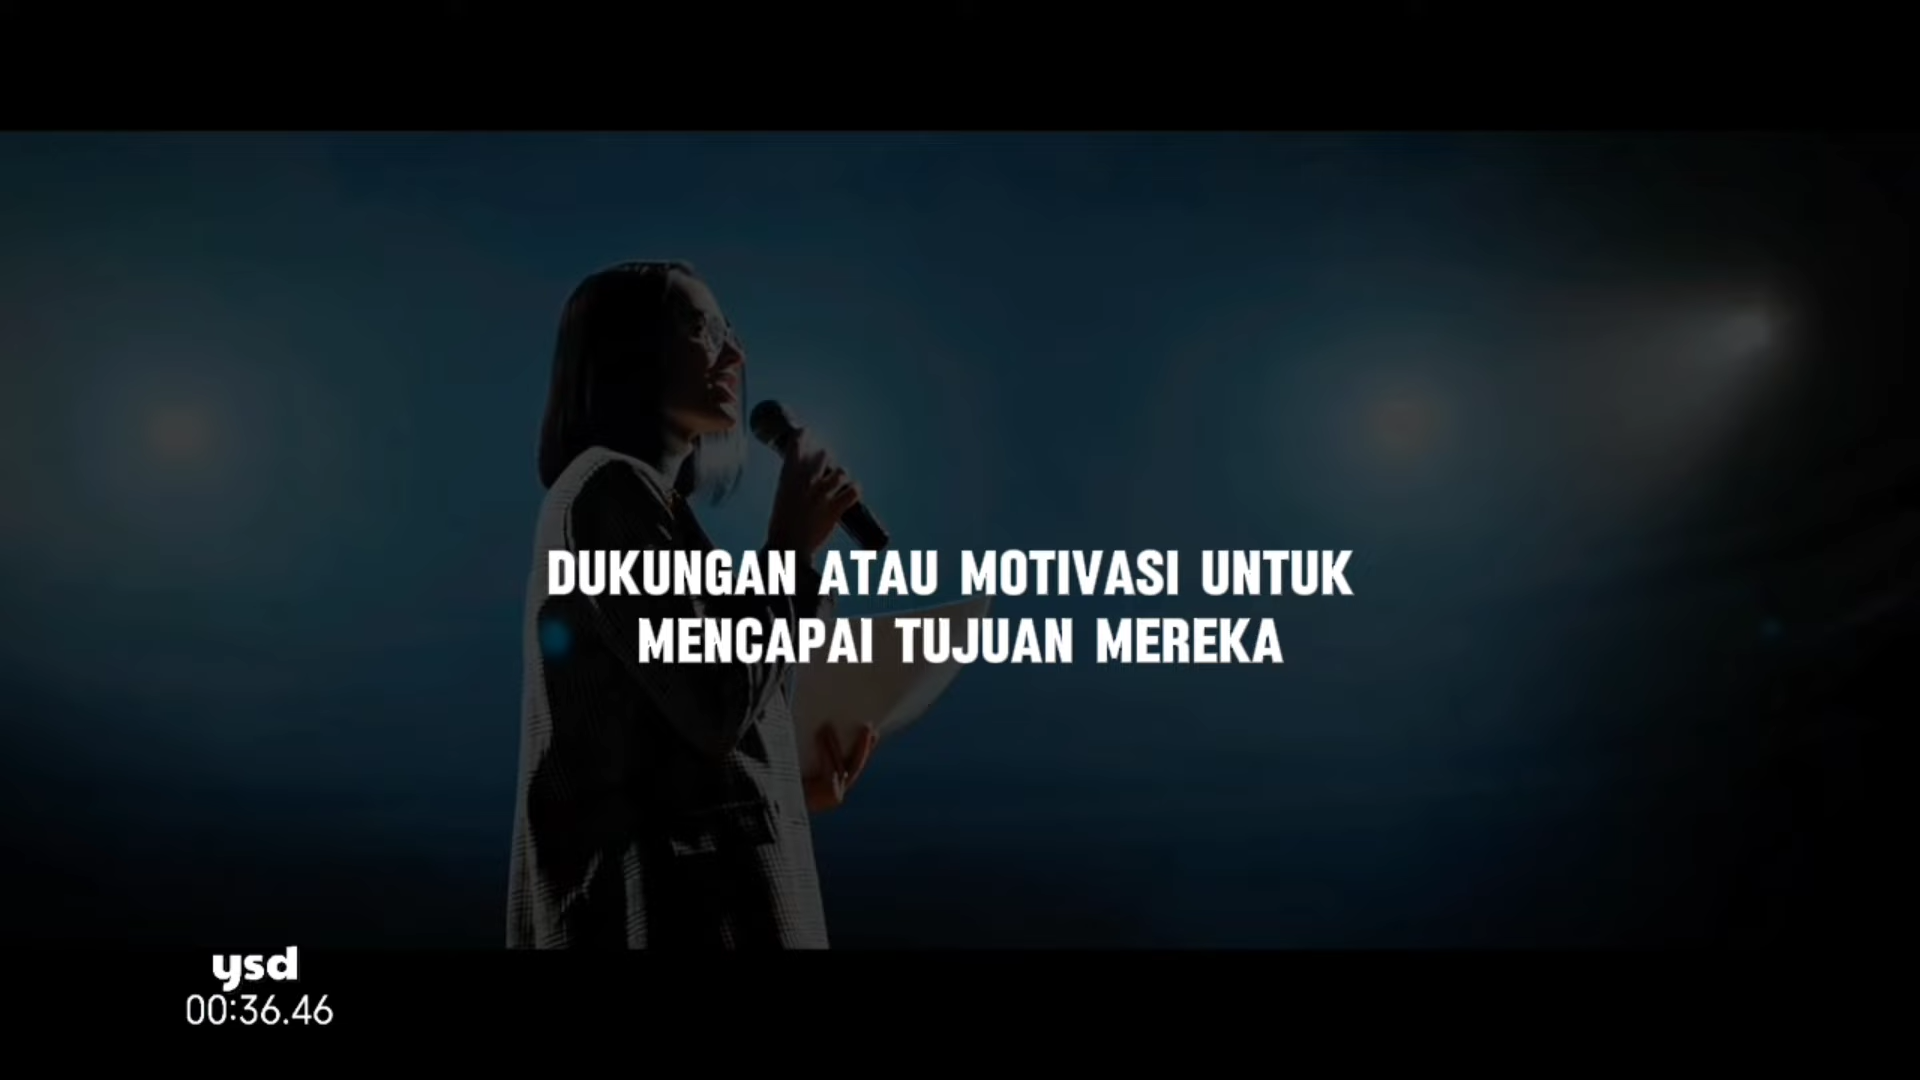 DUKUNGAN ATAU MOTIVASI UNTUK
MENCAPAI TUJUAN MEREKA
ysd
00:36.46